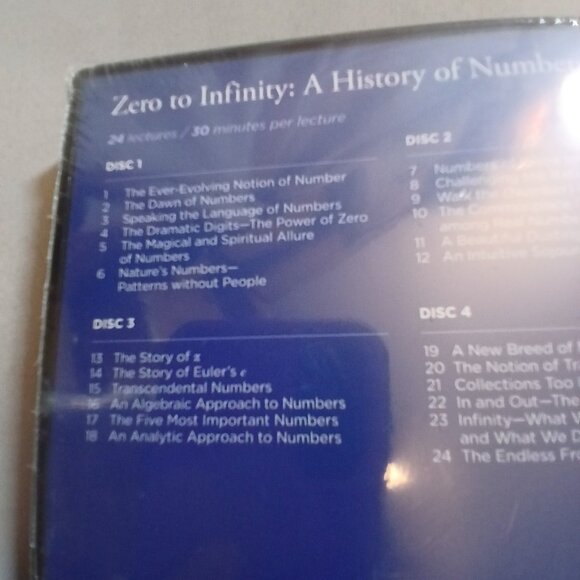 Zero to Infinity: A History of
24 lectures / 30 minutes per lecture
DISC 1
1 The Ever-Evolving Notion of Number
2 The Dawn of Numbers
3 Speaking the Language of Numbers
4 The Dramatic Digits—The Power of Zero
5 The Magical and Spiritual Allure
of Numbers
6 Nature's Numbers—
Patterns without People
DISC 2
7
8
9
10 The
among
11 A
12 An Intuitive
DISC 3
13 The Story of π
14 The Story of Euler's e
15 Transcendental Numbers
16 An Algebraic Approach to Numbers
17 The Five Most Important Numbers
18 An Analytic Approach to Numbers
DISC 4
19 A New Breed of
20 The Notion of
21 Collections Too
22 In and Out—The
23 Infinity—What
and What We
24 The Endless